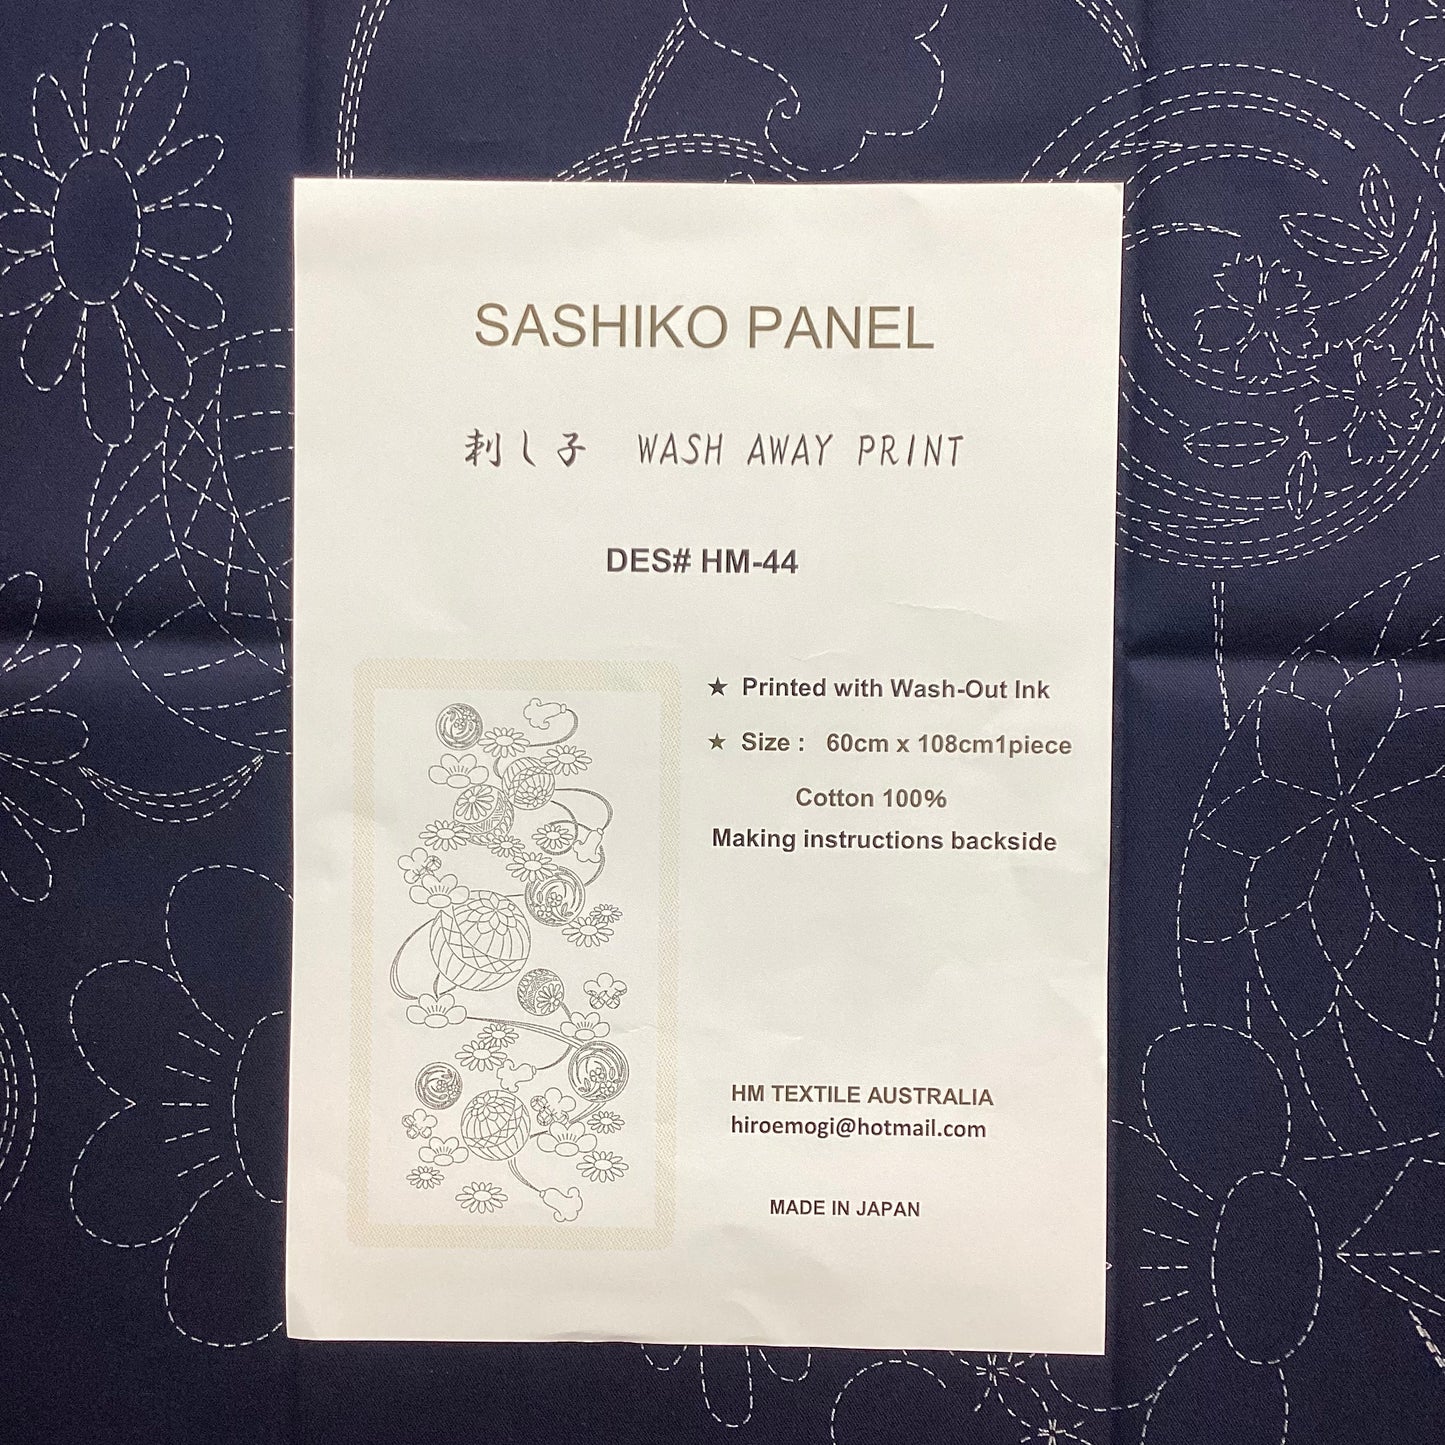 SASHIKO PANEL
刺し子 WASH AWAY PRINT
DES# HM-44
★ Printed with Wash-Out Ink
★ Size : 60cm x 108cm1piece
Cotton 100%
Making instructions backside
HM TEXTILE AUSTRALIA
hiroemogi@hotmail.com
MADE IN JAPAN